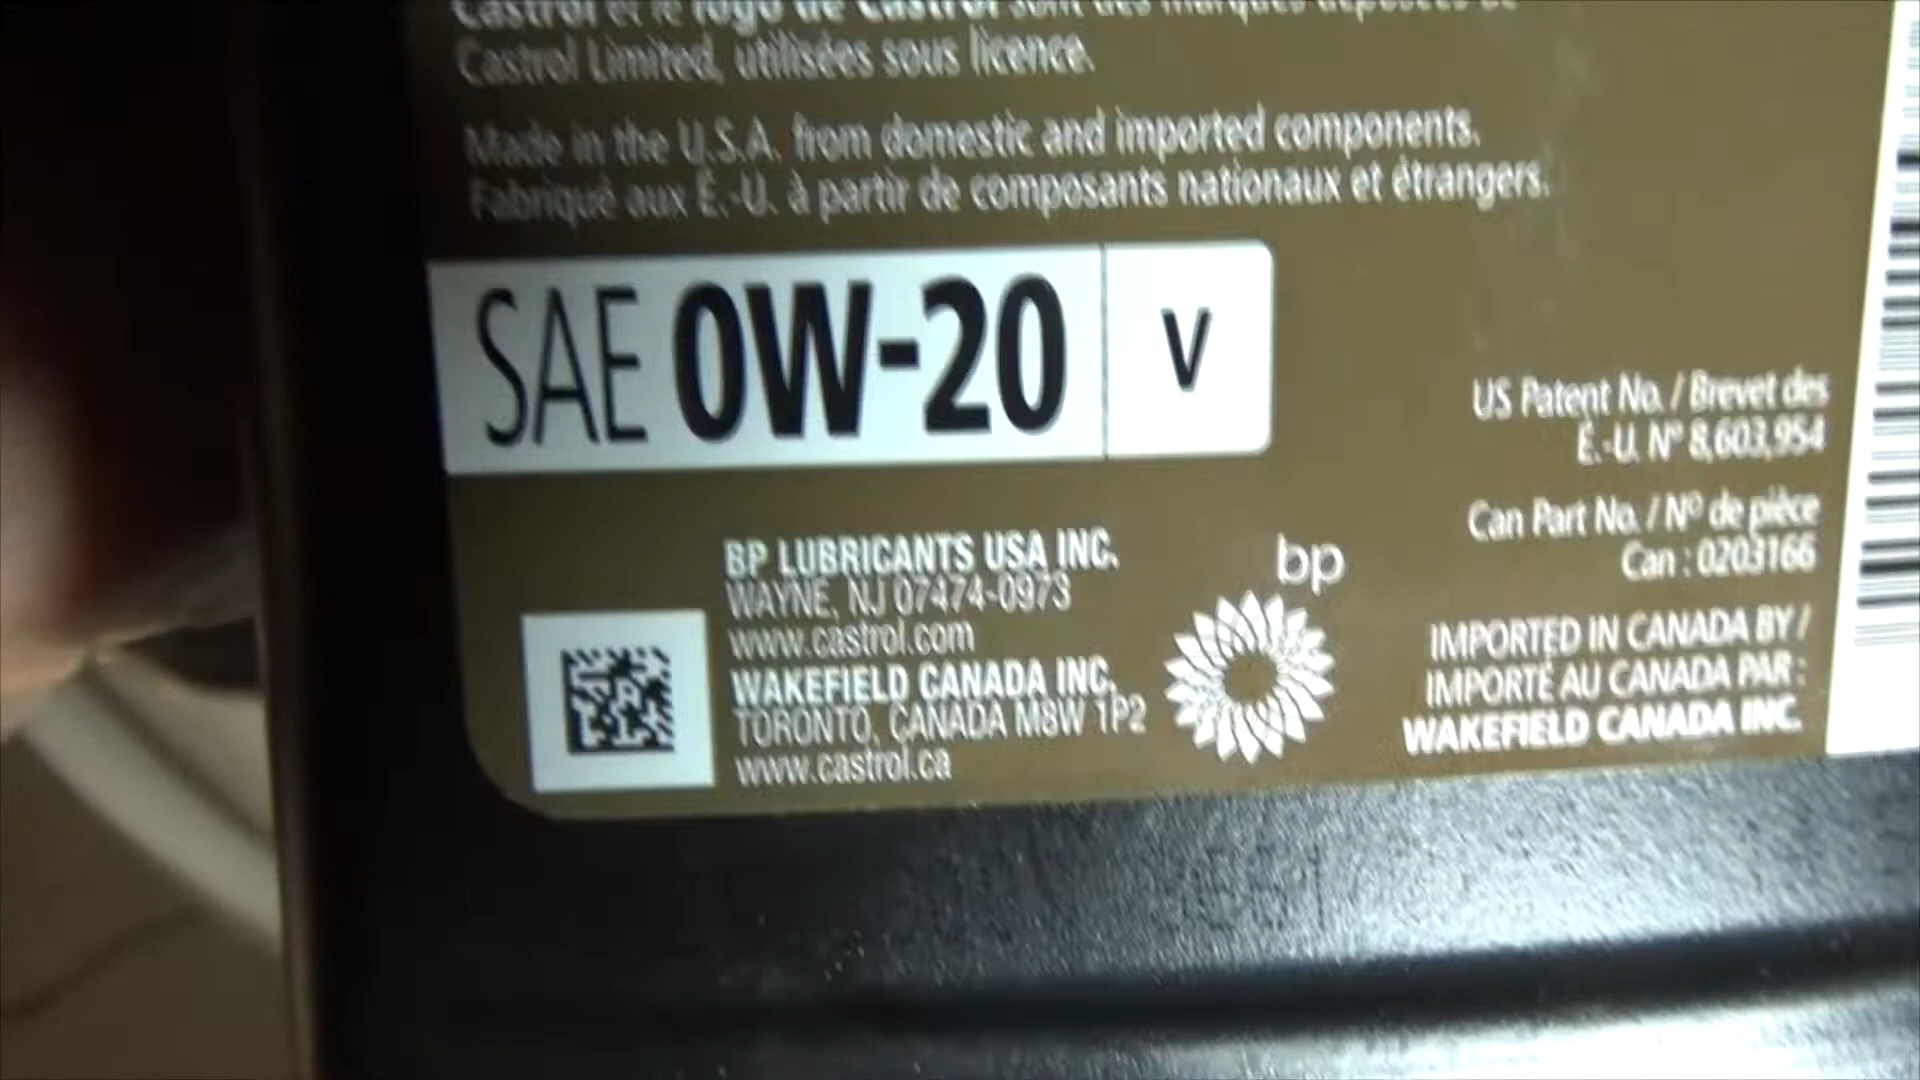 Castrol et le logo de Castrol sont des marques déposées de
Castrol Limited, utilisées sous licence.
Made in the U.S.A. from domestic and imported components.
Fabriqué aux É.-U. à partir de composants nationaux et étrangers.
SAE 0W-20 V
US Patent No. / Brevet des
É.-U. Nº 8,603,954
Can Part No. / Nº de pièce
Can : 0203166
BP LUBRICANTS USA INC.
WAYNE, NJ 07474-0973
www.castrol.com
WAKEFIELD CANADA INC.
TORONTO, CANADA M8W 1P2
www.castrol.ca
bp
IMPORTED IN CANADA BY /
IMPORTÉ AU CANADA PAR :
WAKEFIELD CANADA INC.